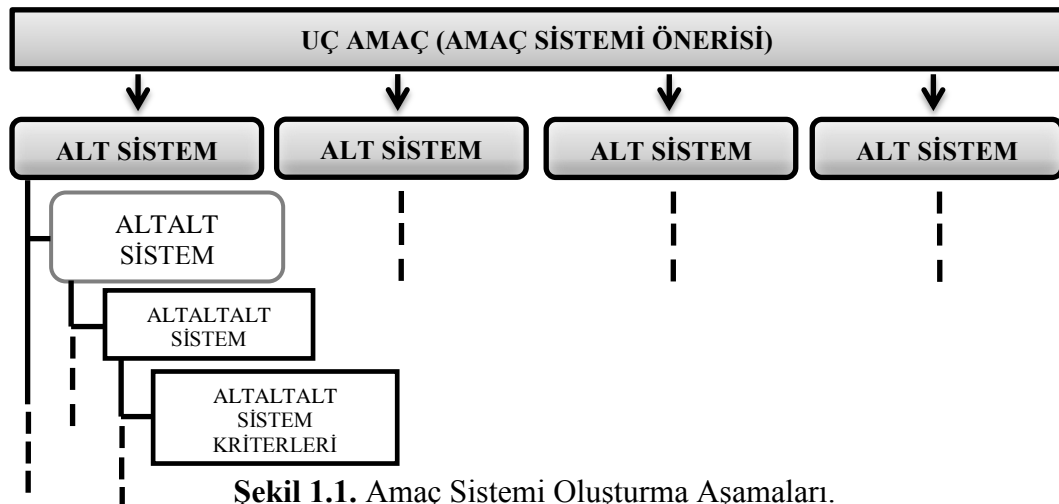 UÇ AMAÇ (AMAÇ SİSTEMİ ÖNERİSİ)
ALT SİSTEM
ALT SİSTEM
ALT SİSTEM
ALT SİSTEM
ALTALT
SİSTEM
ALTALTALT
SİSTEM
ALTALTALT
SİSTEM
KRİTERLERİ
Şekil 1.1. Amaç Sistemi Oluşturma Aşamaları.